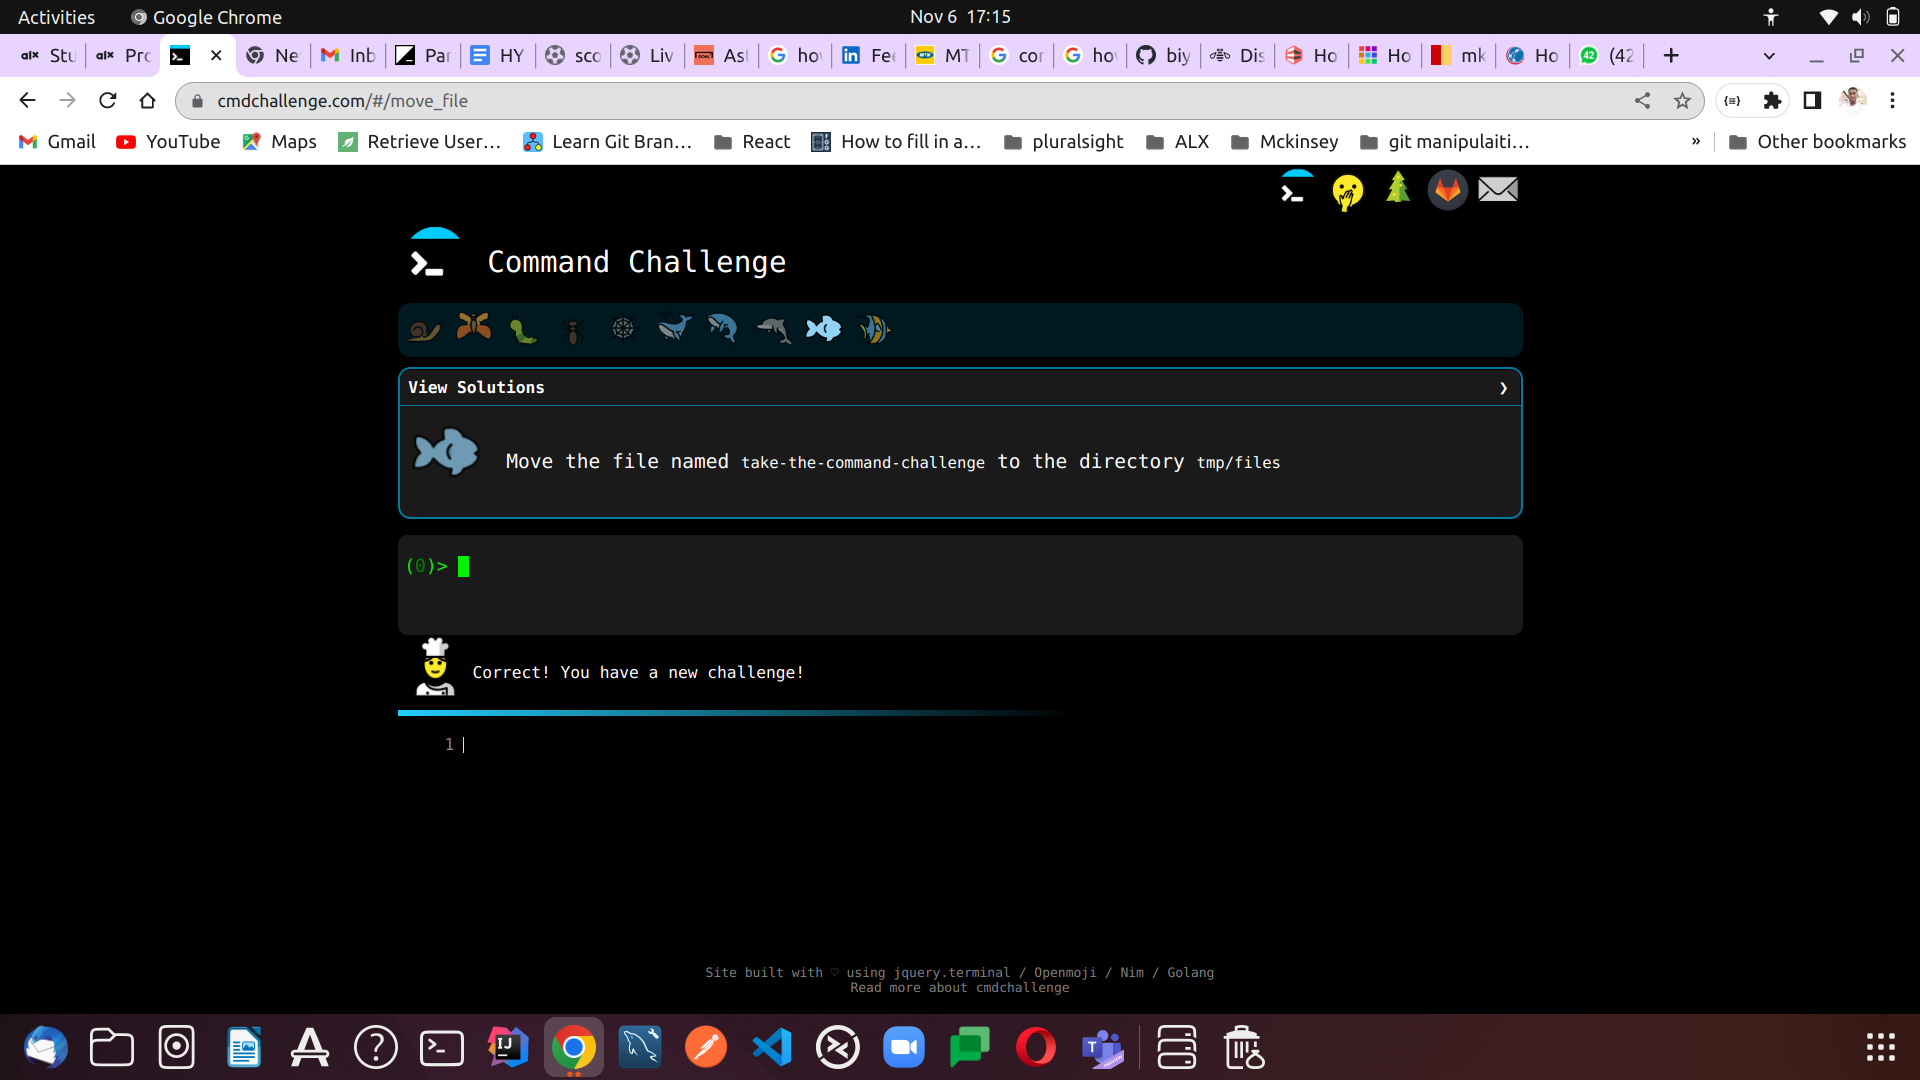 Activities Google Chrome Nov 6 17:15
Stu Pro Ne Inb Par HY sco Liv Ast hov Fee MT cor hov biy Dis Ho Ho mk Ho (42
cmdchallenge.com/#/move_file
Gmail YouTube Maps Retrieve User... Learn Git Bran... React How to fill in a... pluralsight ALX Mckinsey git manipulaiti... » Other bookmarks
Command Challenge
View Solutions
Move the file named take-the-command-challenge to the directory tmp/files
(0)>
Correct! You have a new challenge!
1
Site built with ♡ using jquery.terminal / Openmoji / Nim / Golang
Read more about cmdchallenge